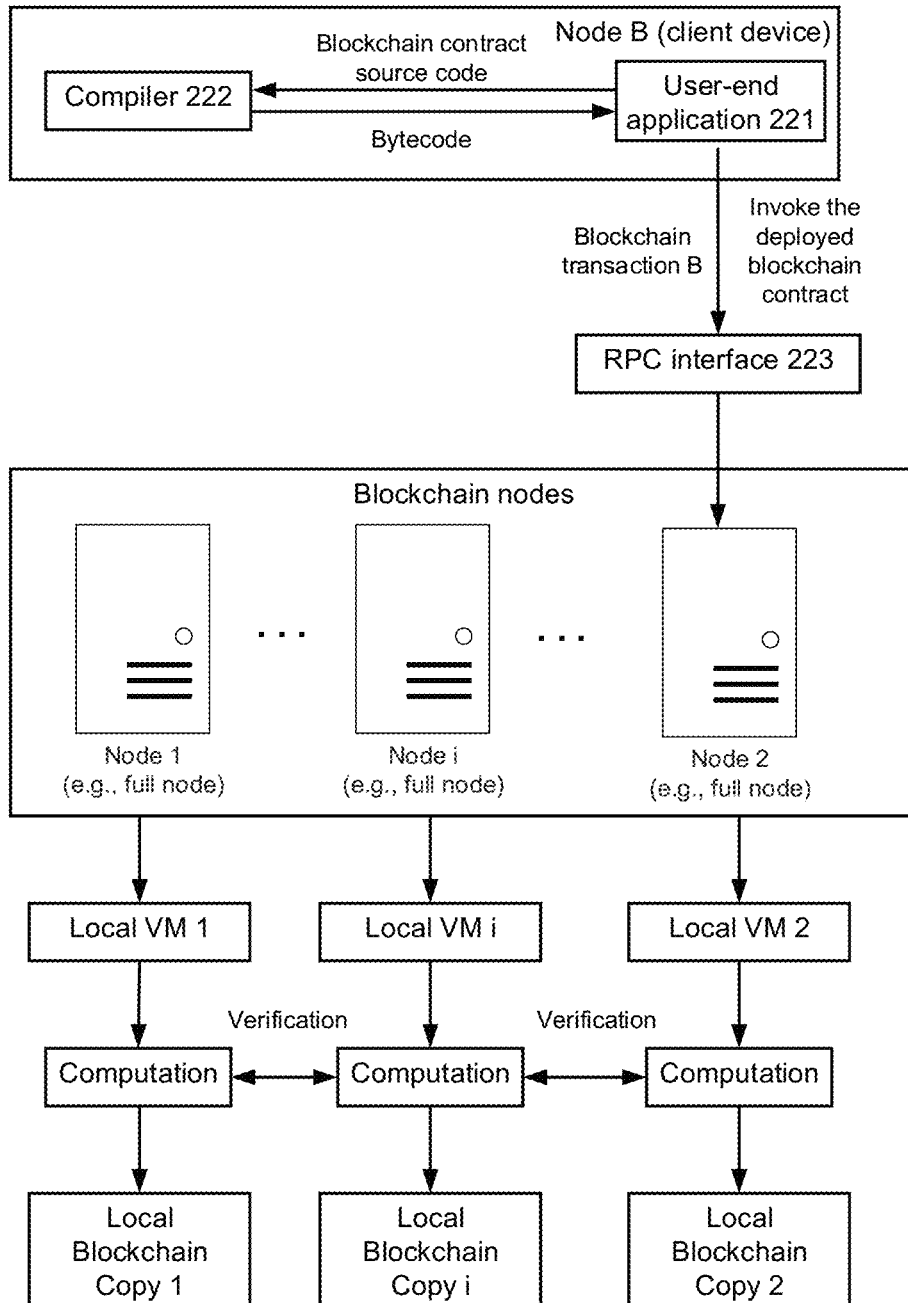 Node B (client device)
Blockchain contract
source code
Compiler 222
User-end
application 221
Bytecode
Blockchain
transaction B
Invoke the
deployed
blockchain
contract
RPC interface 223
Blockchain nodes
. . .
. . .
Node 1
(e.g., full node)
Node i
(e.g., full node)
Node 2
(e.g., full node)
Local VM 1
Local VM i
Local VM 2
Verification
Verification
Computation
Computation
Computation
Local
Blockchain
Copy 1
Local
Blockchain
Copy i
Local
Blockchain
Copy 2